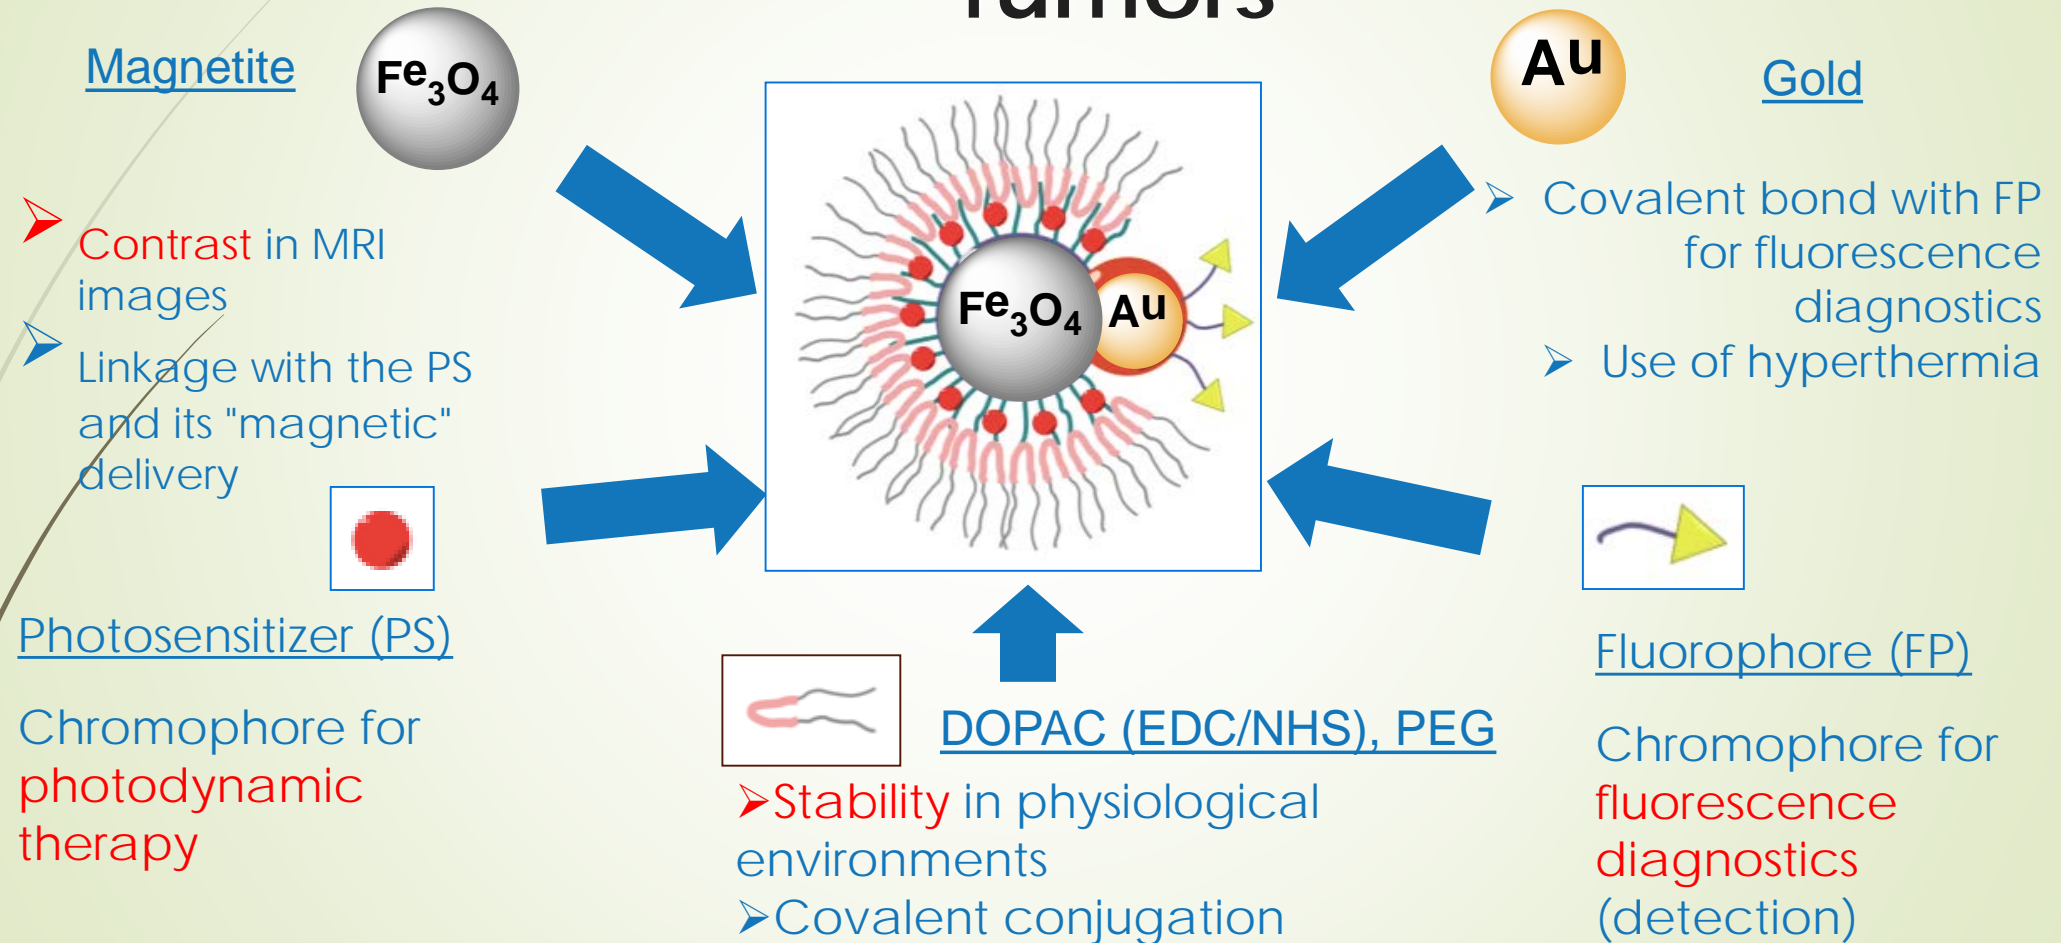 Tumors
Magnetite
Fe3O4
Au
Gold
Contrast in MRI
images
Linkage with the PS
and its "magnetic"
delivery
Fe3O4 Au
Covalent bond with FP
for fluorescence
diagnostics
Use of hyperthermia
Photosensitizer (PS)
Chromophore for
photodynamic
therapy
DOPAC (EDC/NHS), PEG
Stability in physiological
environments
Covalent conjugation
Fluorophore (FP)
Chromophore for
fluorescence
diagnostics
(detection)